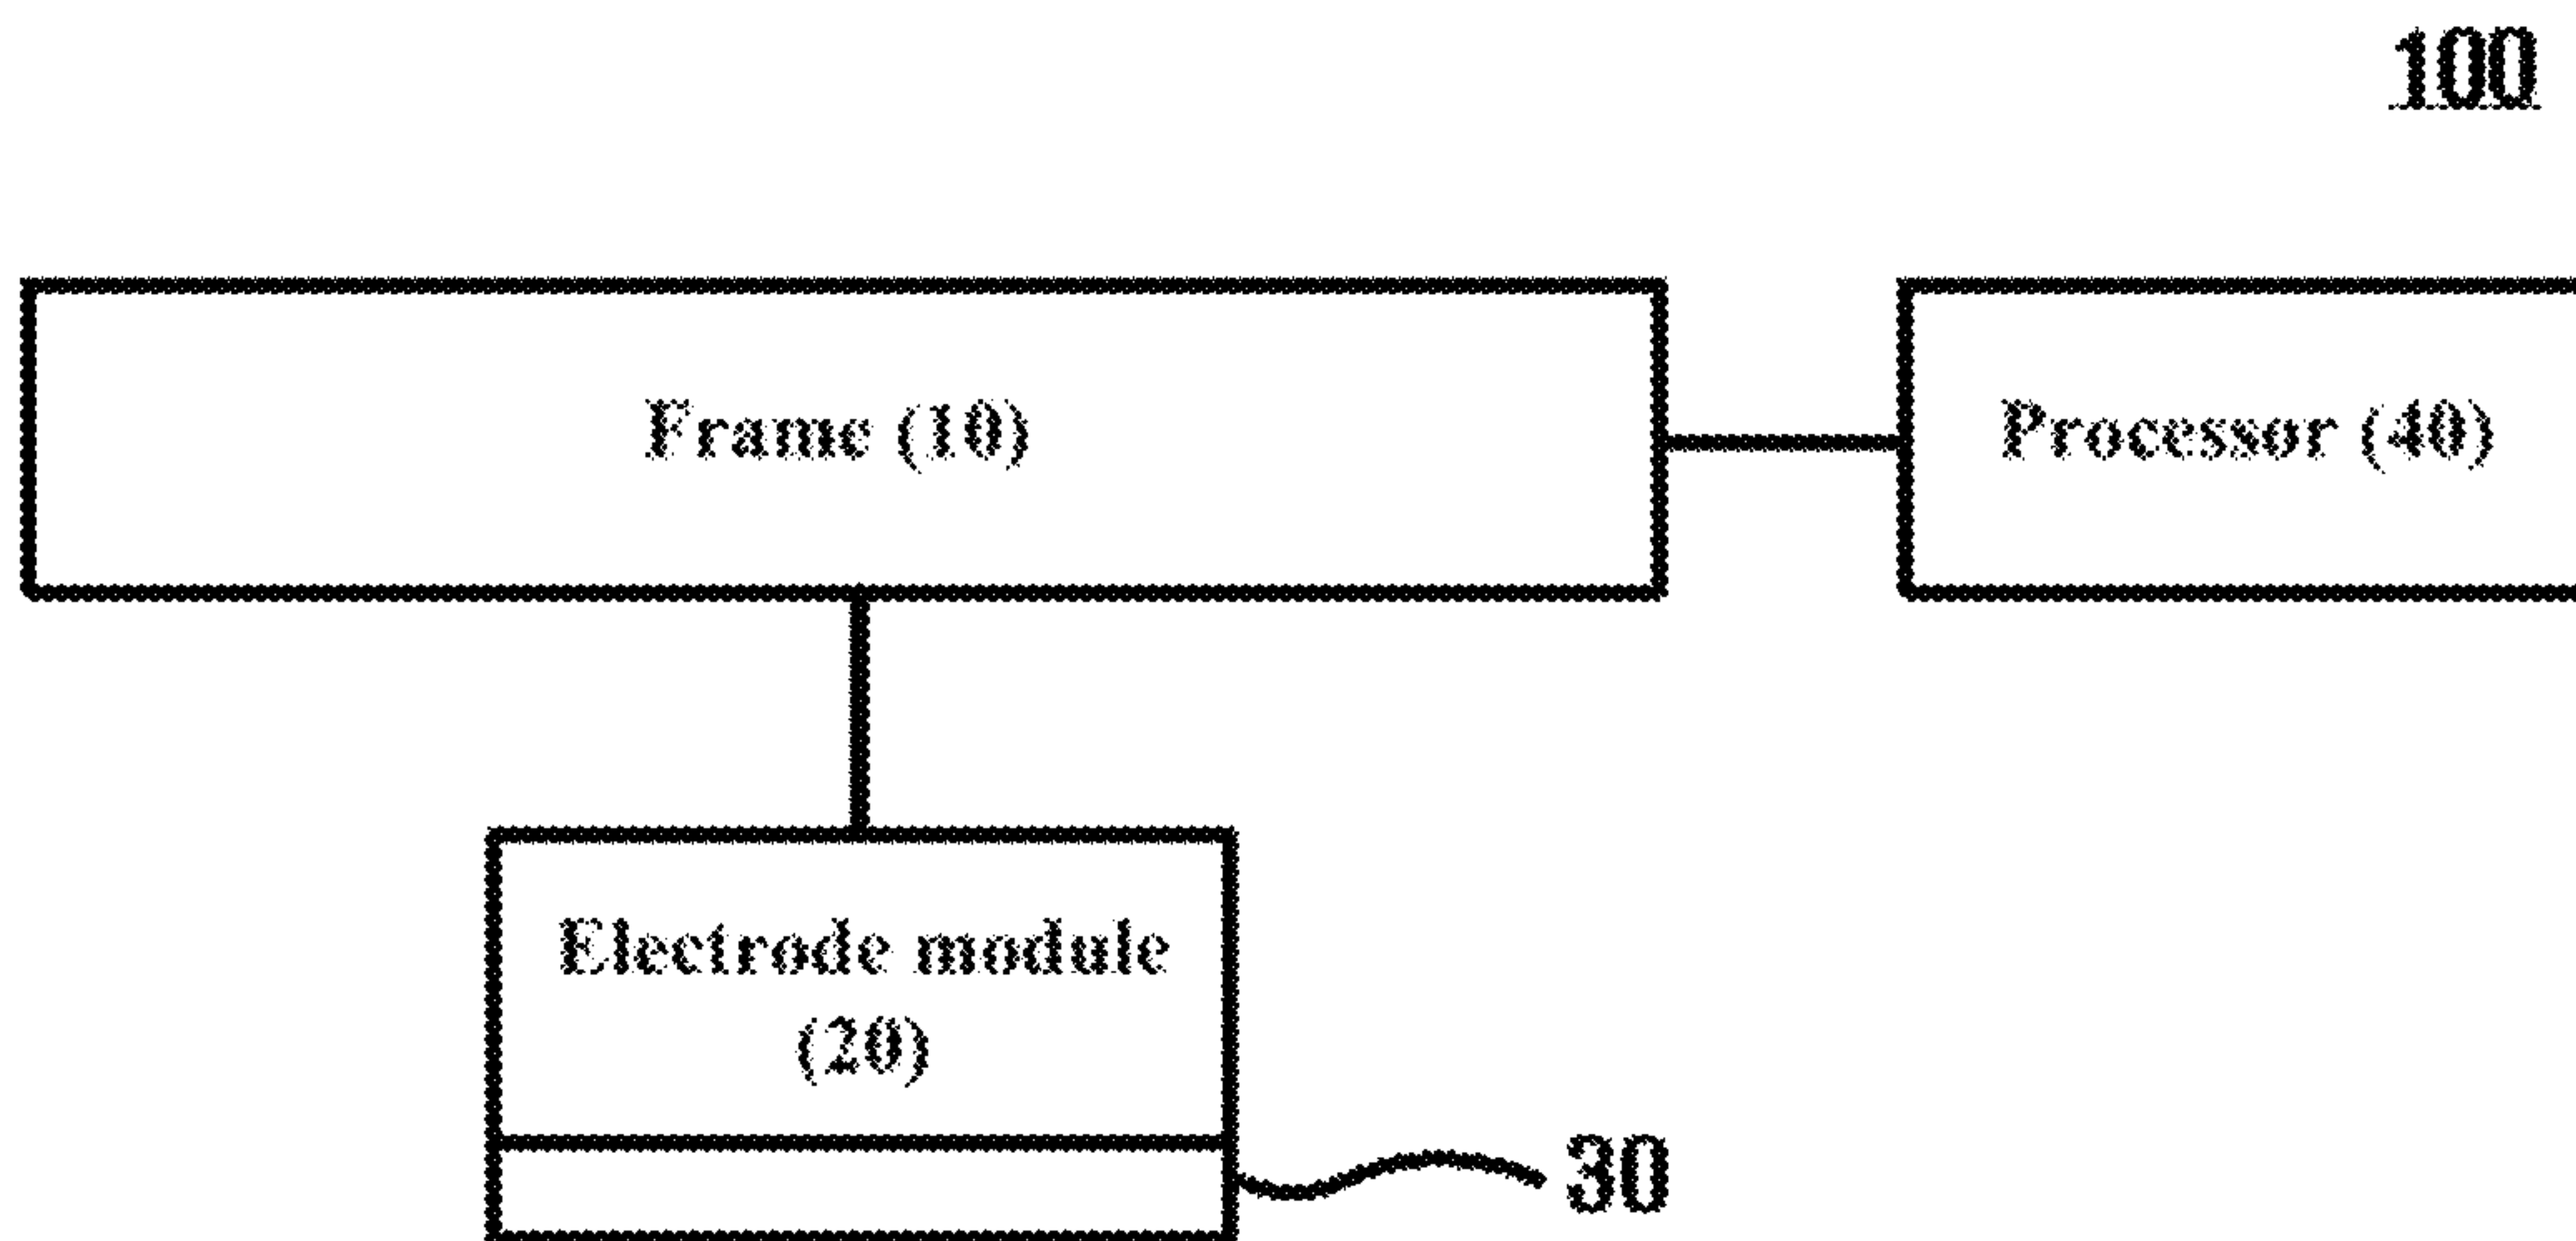 100
Frame (10)
Processor (40)
Electrode module
(20)
30